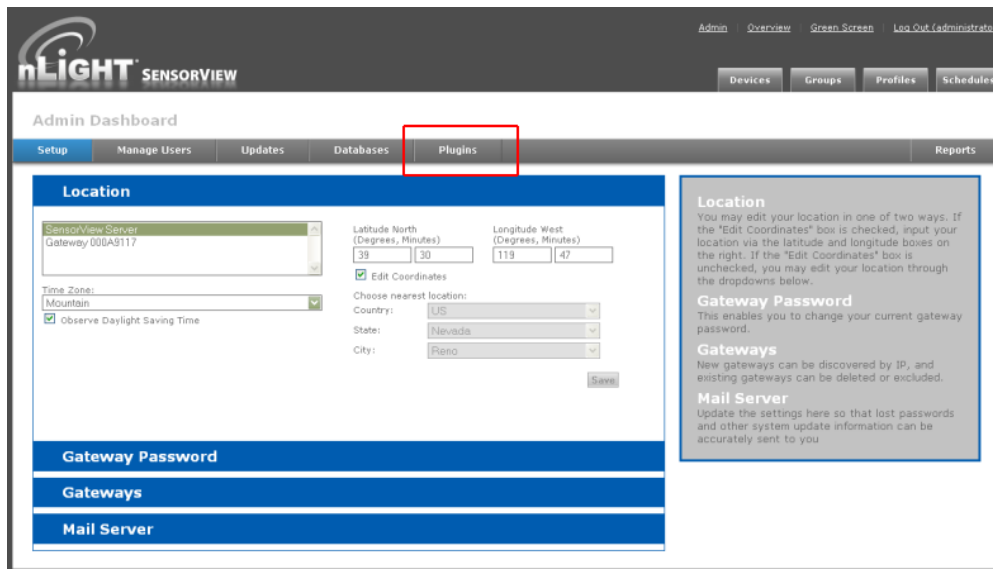 Admin Overview Green Screen Log Out (administrato
nLIGHT SENSORVIEW
Devices Groups Profiles Schedules
Admin Dashboard
Setup Manage Users Updates Databases Plugins Reports
Location
SensorView Server
Gateway 000A9117
Time Zone:
Mountain
Observe Daylight Saving Time
Latitude North
(Degrees, Minutes)
39 30
Longitude West
(Degrees, Minutes)
119 47
Edit Coordinates
Choose nearest location:
Country: US
State: Nevada
City: Reno
Save
Gateway Password
Gateways
Mail Server
Location
You may edit your location in one of two ways. If
the "Edit Coordinates" box is checked, input your
location via the latitude and longitude boxes on
the right. If the "Edit Coordinates" box is
unchecked, you may edit your location through
the dropdowns below.
Gateway Password
This enables you to change your current gateway
password.
Gateways
New gateways can be discovered by IP, and
existing gateways can be deleted or excluded.
Mail Server
Update the settings here so that lost passwords
and other system update information can be
accurately sent to you